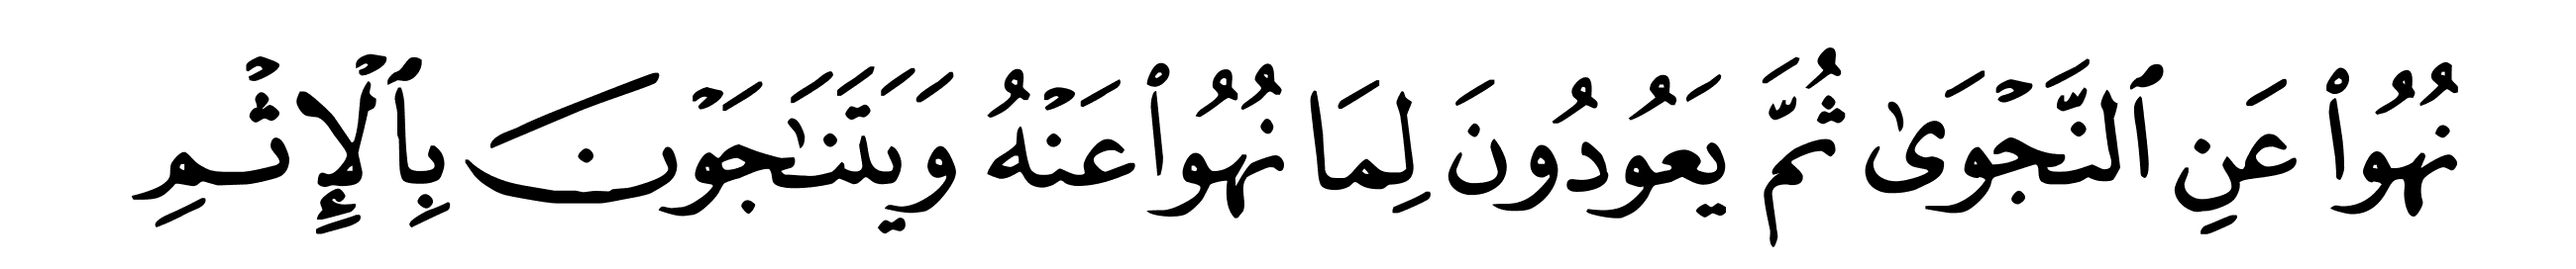 نُهُوا۟ عَنِ ٱلنَّجْوَىٰ ثُمَّ يَعُودُونَ لِمَا نُهُوا۟ عَنْهُ وَيَتَنَـٰجَوْنَ بِٱلْإِثْمِ